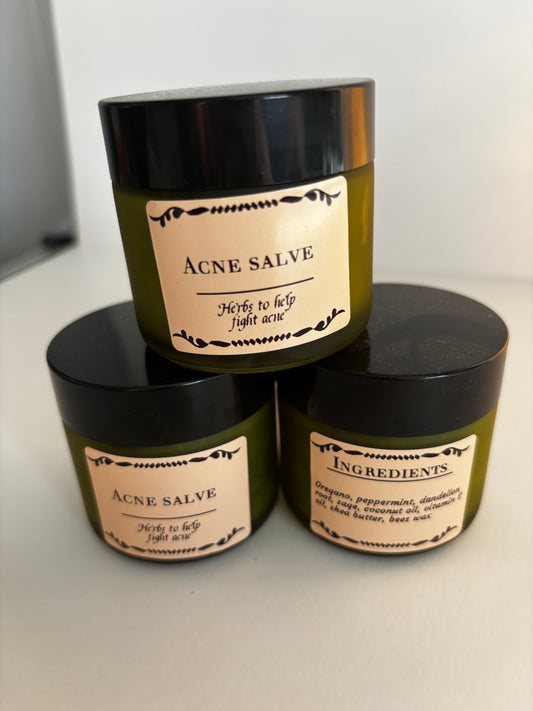 ACNE SALVE
Herbs to help
fight acne
ACNE SALVE
Herbs to help
fight acne
INGREDIENTS
Oregano, peppermint, dandelion
root, sage, coconut oil, vitamin E
oil, shea butter, bees wax